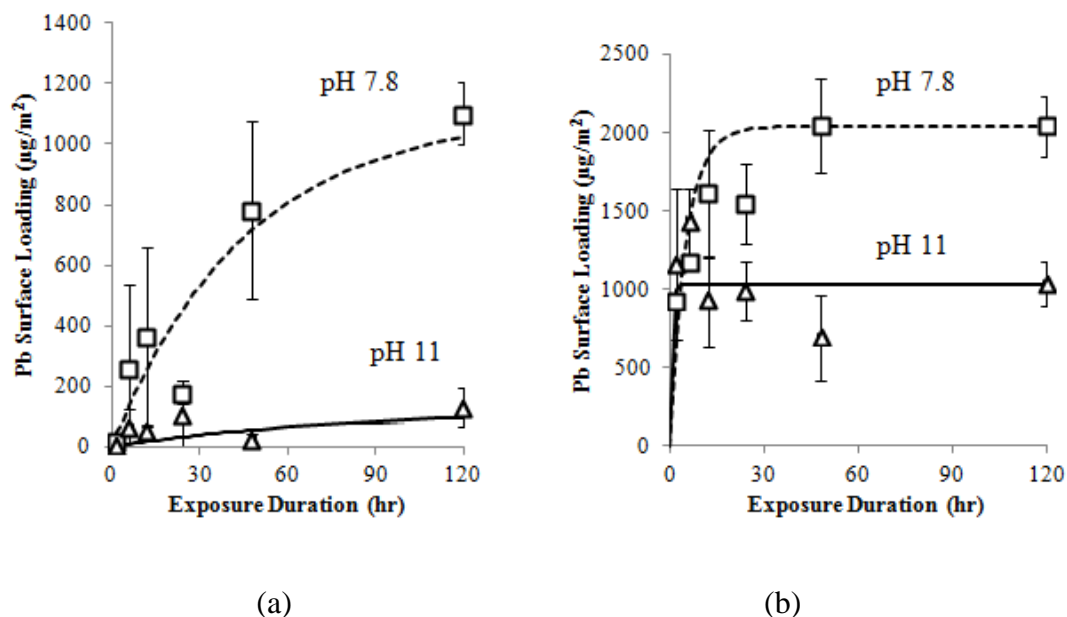 1400
1200
1000
800
600
400
200
0
Pb Surface Loading (µg/m²)
pH 7.8
pH 11
0 30 60 90 120
Exposure Duration (hr)
(a)
2500
2000
1500
1000
500
0
Pb Surface Loading (µg/m²)
pH 7.8
pH 11
0 30 60 90 120
Exposure Duration (hr)
(b)